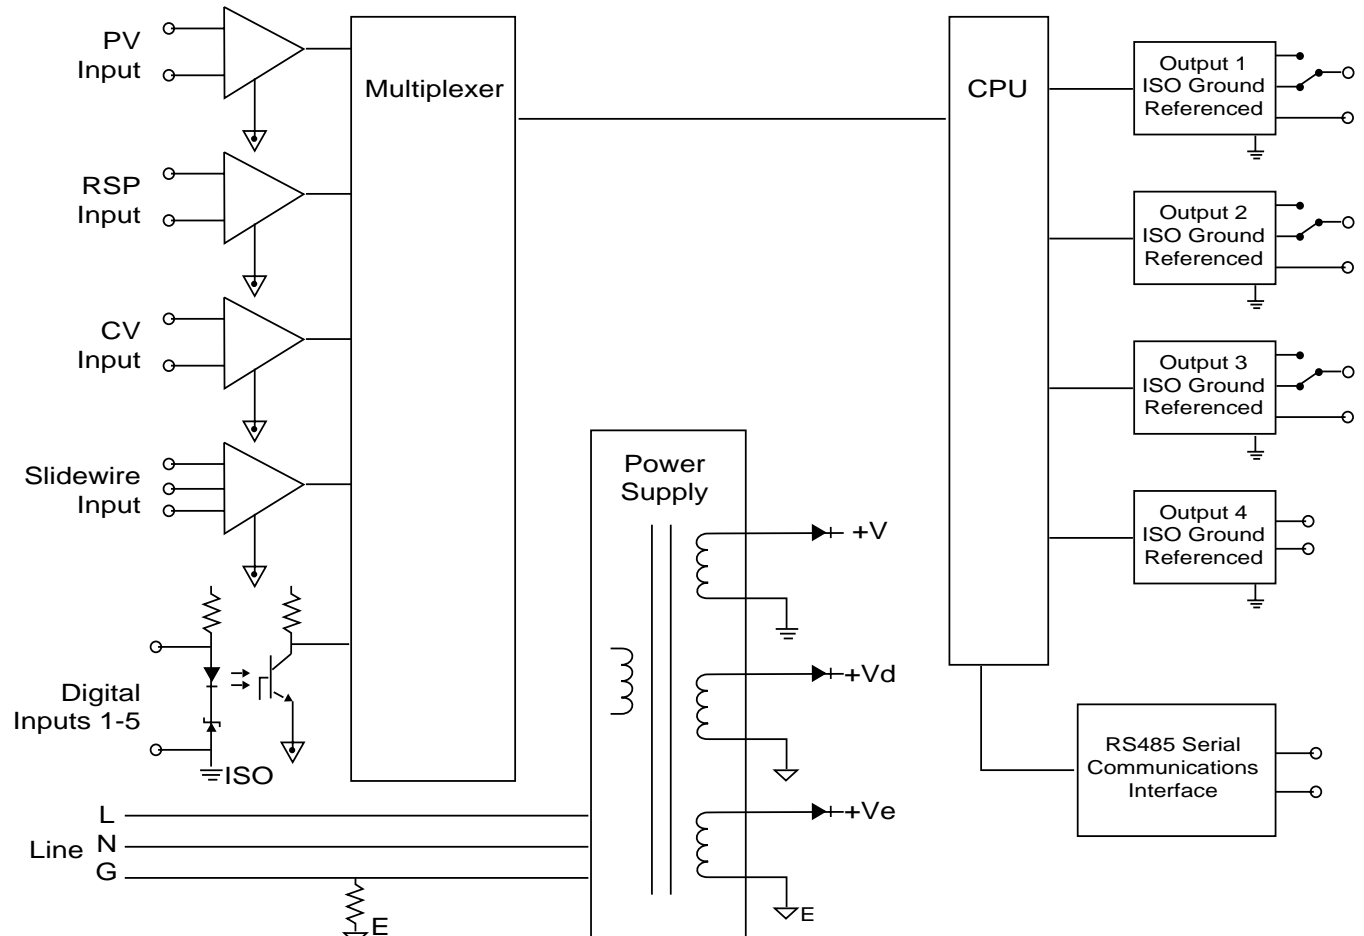 PV
Input
Multiplexer
CPU
Output 1
ISO Ground
Referenced
RSP
Input
Output 2
ISO Ground
Referenced
CV
Input
Output 3
ISO Ground
Referenced
Slidewire
Input
Power
Supply
Output 4
ISO Ground
Referenced
+V
+Vd
Digital
Inputs 1-5
ISO
RS485 Serial
Communications
Interface
+Ve
L
Line
N
G
E
E